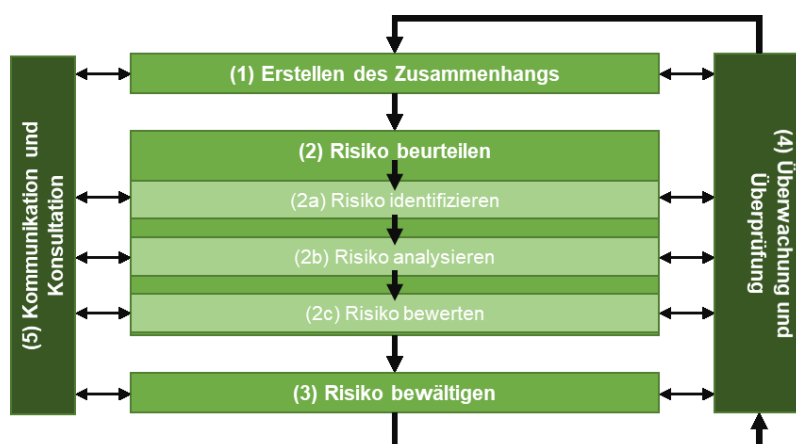 (1) Erstellen des Zusammenhangs
(2) Risiko beurteilen
(2a) Risiko identifizieren
(2b) Risiko analysieren
(2c) Risiko bewerten
(3) Risiko bewältigen
(4) Überwachung und
Überprüfung
(5) Kommunikation und
Konsultation